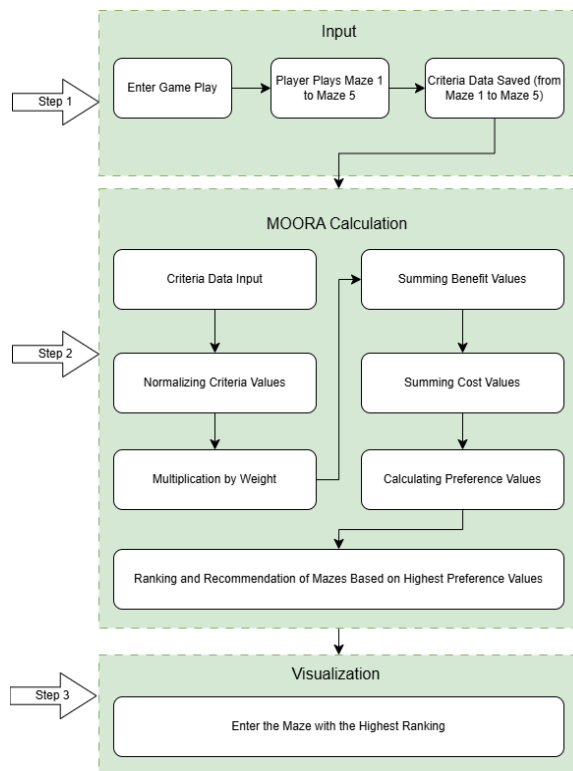 Input
Step 1
Enter Game Play
Player Plays Maze 1
to Maze 5
Criteria Data Saved (from
Maze 1 to Maze 5)
MOORA Calculation
Step 2
Criteria Data Input
Normalizing Criteria Values
Multiplication by Weight
Summing Benefit Values
Summing Cost Values
Calculating Preference Values
Ranking and Recommendation of Mazes Based on Highest Preference Values
Visualization
Step 3
Enter the Maze with the Highest Ranking